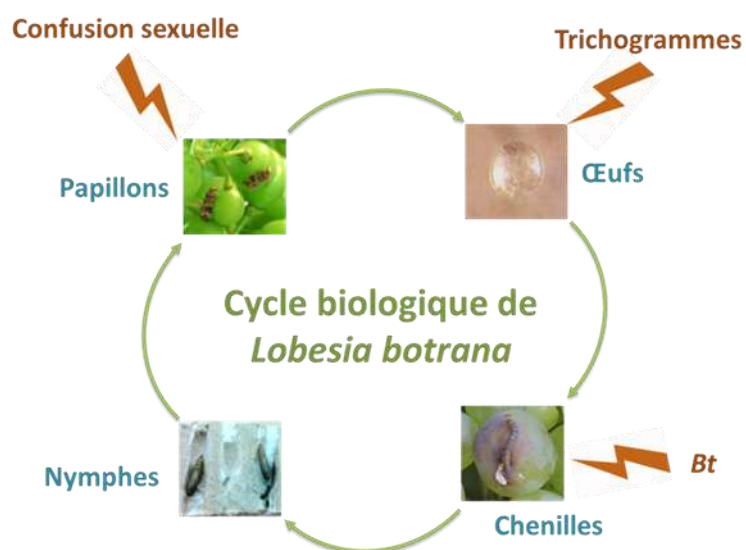 Confusion sexuelle
Trichogrammes
Papillons
Œufs
Cycle biologique de
Lobesia botrana
Nymphes
Bt
Chenilles